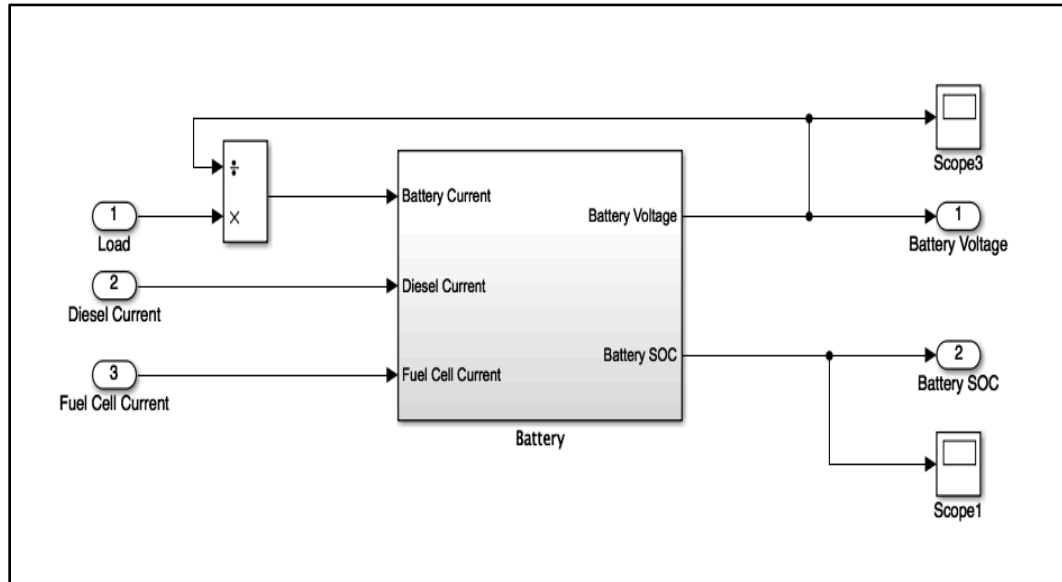 ÷
×
1
Load
2
Diesel Current
3
Fuel Cell Current
Battery Current
Diesel Current
Fuel Cell Current
Battery Voltage
Battery SOC
Battery
Scope3
1
Battery Voltage
2
Battery SOC
Scope1